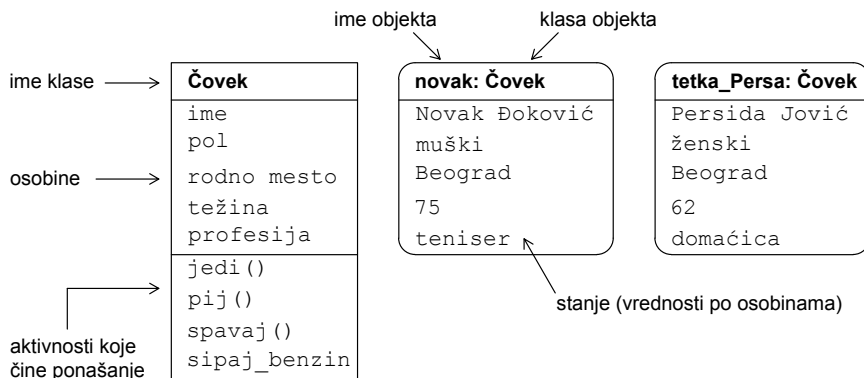 ime objekta
klasa objekta
ime klase
Čovek
ime
pol
osobine
rodno mesto
težina
profesija
jedi()
pij()
spavaj()
sipaj_benzin
aktivnosti koje
čine ponašanje
novak: Čovek
Novak Đoković
muški
Beograd
75
teniser
tetka_Persa: Čovek
Persida Jović
ženski
Beograd
62
domaćica
stanje (vrednosti po osobinama)